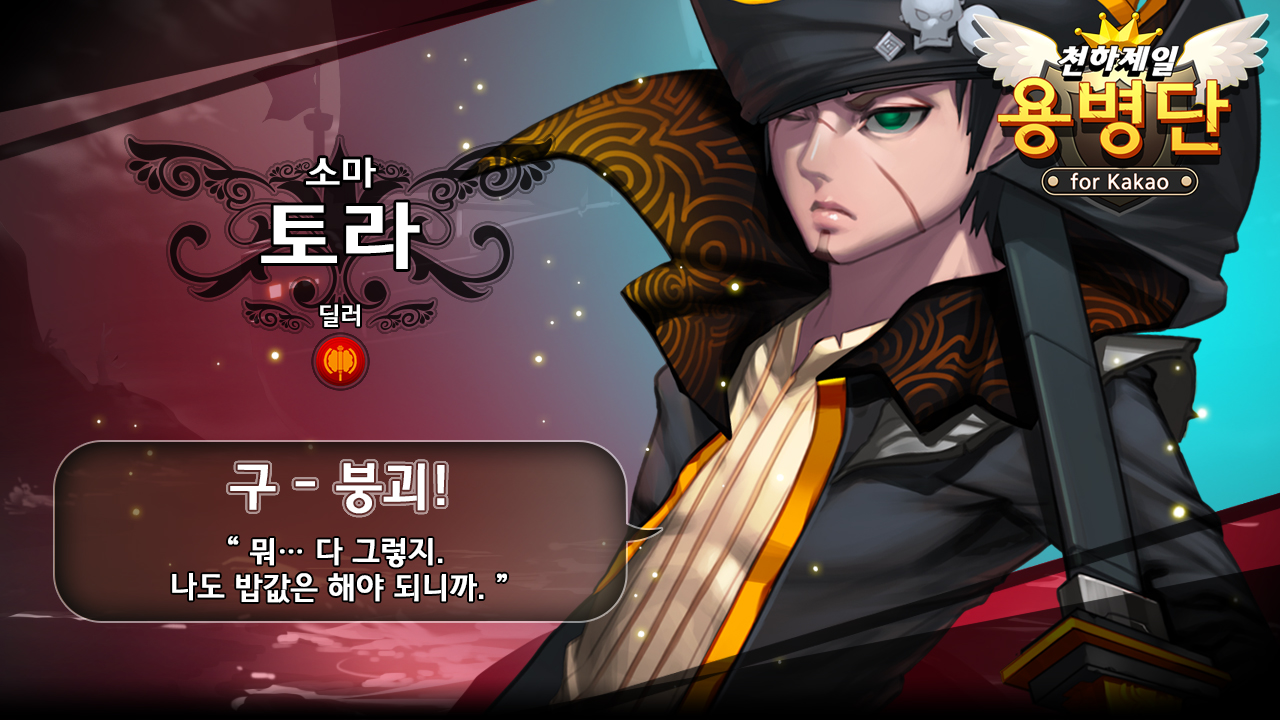 천하제일
용병단
for Kakao
소마
토라
딜러
구 - 붕괴!
“ 뭐… 다 그렇지.
나도 밥값은 해야 되니까. ”